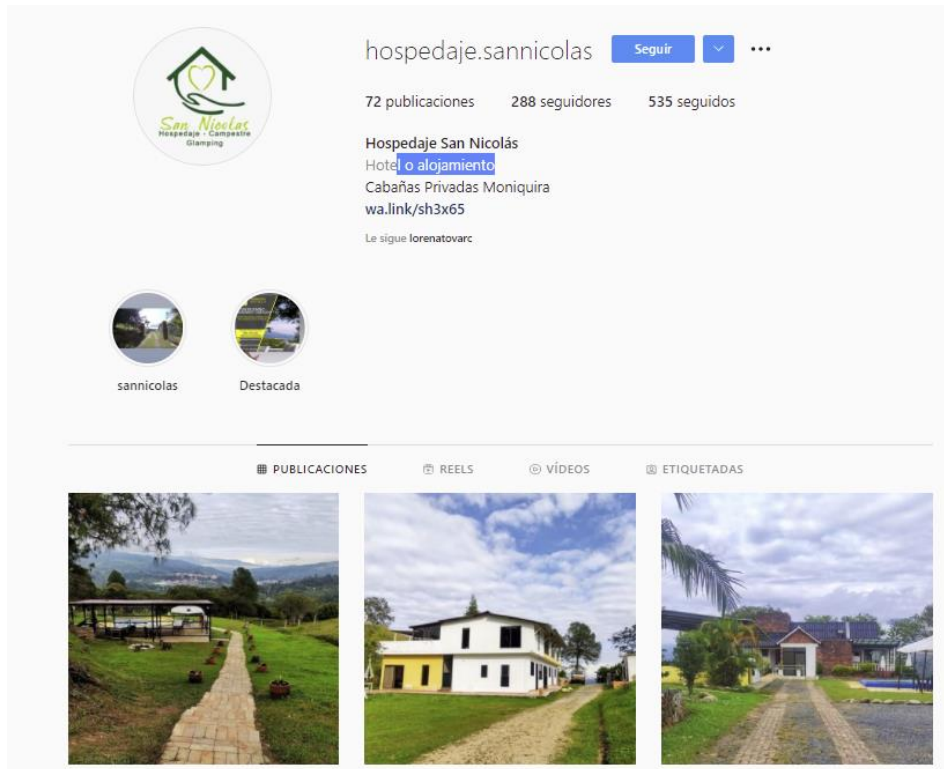 San Nicolas
Hospedaje - Campestre
Glamping
hospedaje.sannicolas Seguir
72 publicaciones 288 seguidores 535 seguidos
Hospedaje San Nicolás
Hotel o alojamiento
Cabañas Privadas Moniquira
wa.link/sh3x65
Le sigue lorenatovarc
sannicolas Destacada
PUBLICACIONES REELS VÍDEOS ETIQUETADAS